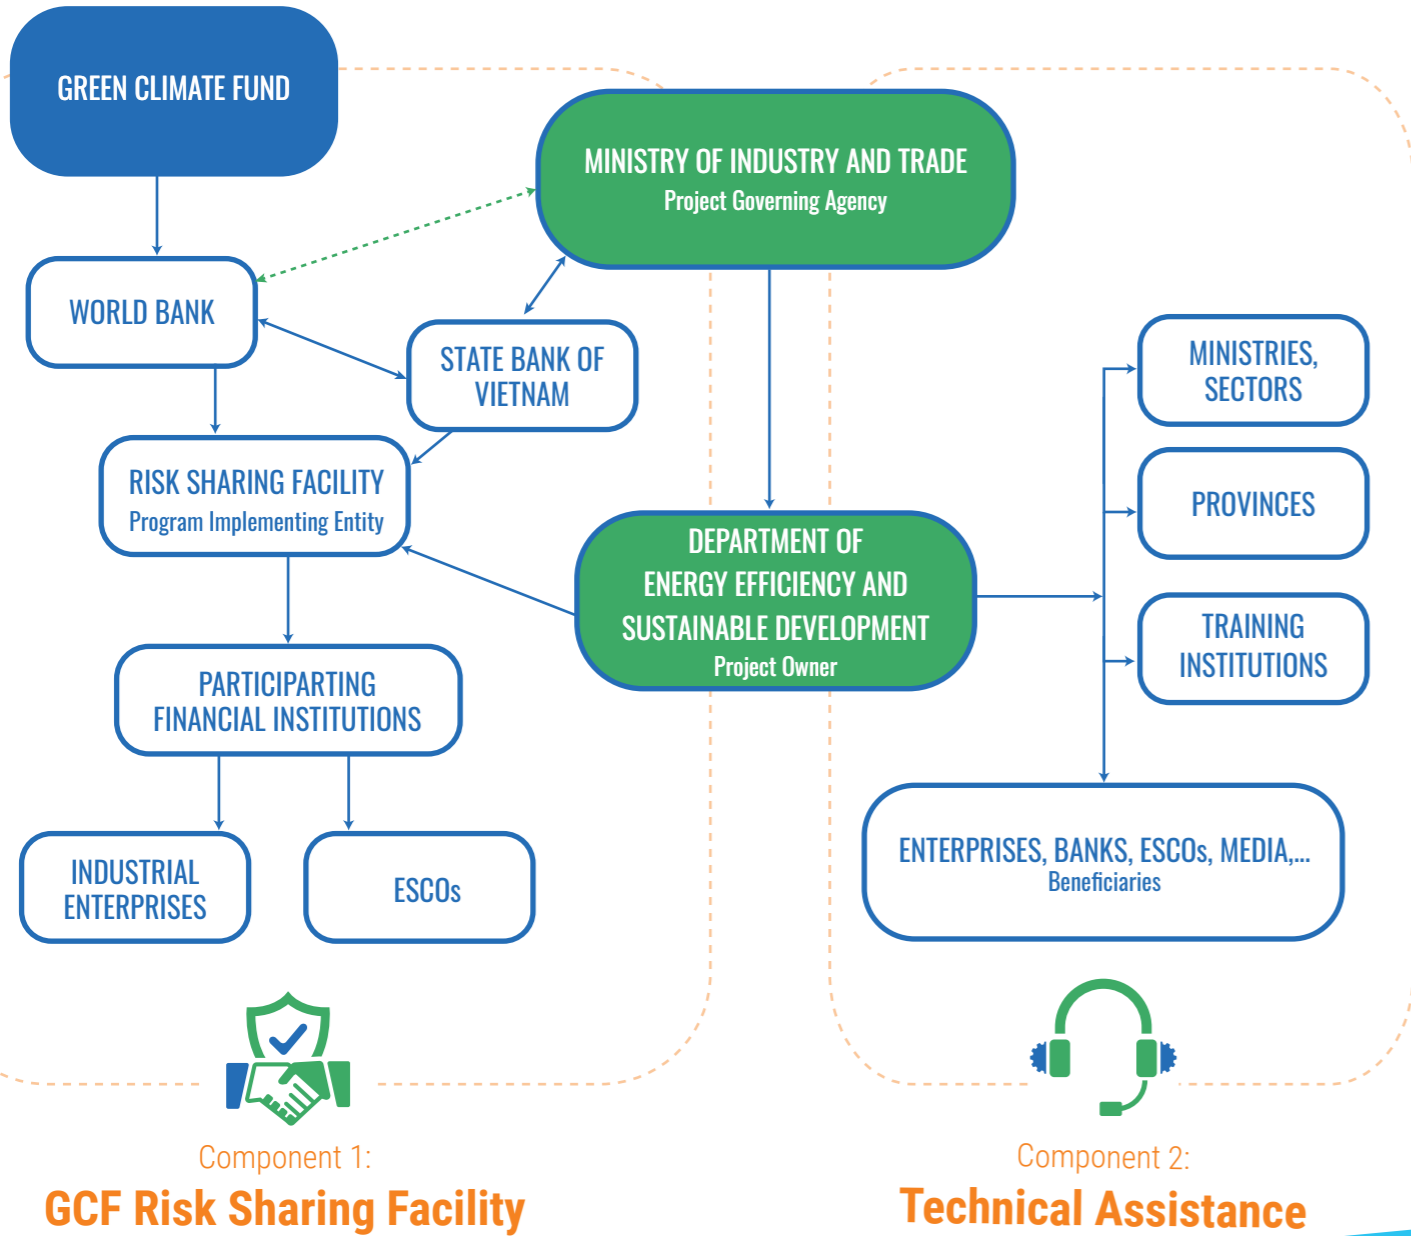 GREEN CLIMATE FUND
MINISTRY OF INDUSTRY AND TRADE
Project Governing Agency
WORLD BANK
STATE BANK OF
VIETNAM
RISK SHARING FACILITY
Program Implementing Entity
DEPARTMENT OF
ENERGY EFFICIENCY AND
SUSTAINABLE DEVELOPMENT
Project Owner
PARTICIPARTING
FINANCIAL INSTITUTIONS
INDUSTRIAL
ENTERPRISES
ESCOs
MINISTRIES,
SECTORS
PROVINCES
TRAINING
INSTITUTIONS
ENTERPRISES, BANKS, ESCOs, MEDIA,...
Beneficiaries
Component 1:
GCF Risk Sharing Facility
Component 2:
Technical Assistance